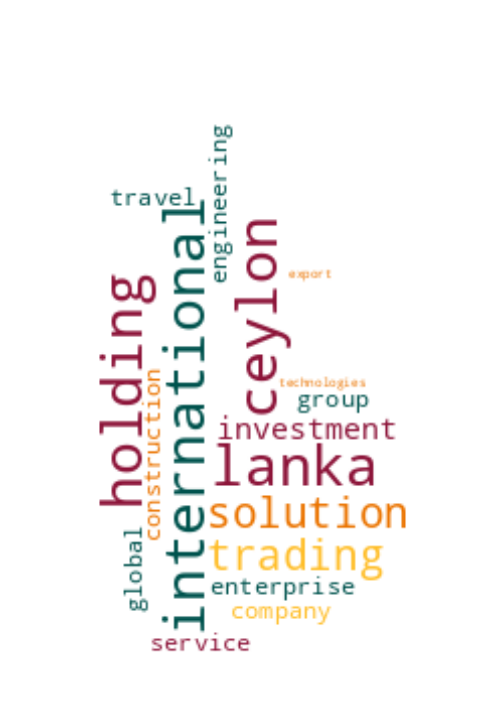 engineering
travel
international
ceylon
holding
export
construction
technologies
group
investment
lanka
solution
global
trading
enterprise
company
service